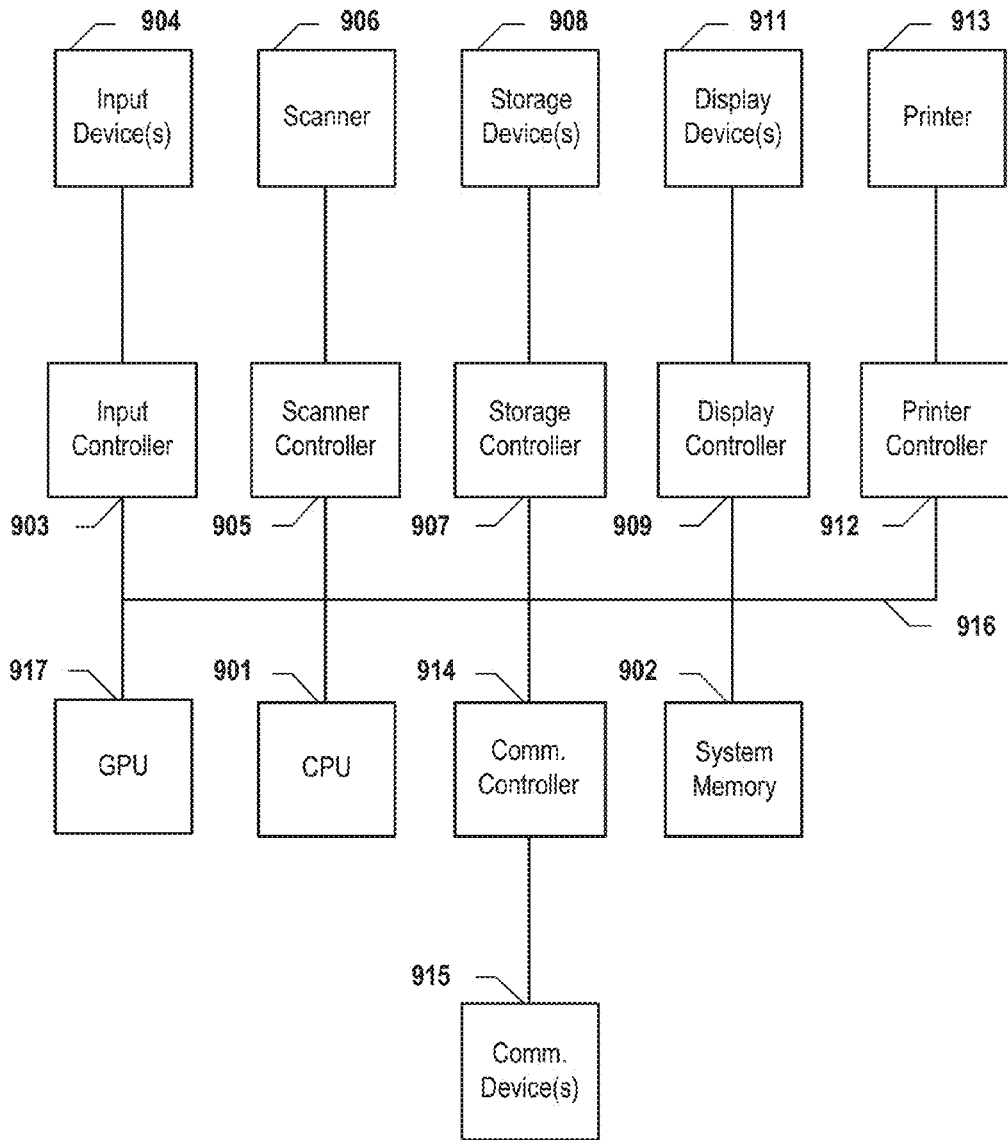 904
906
908
911
913
Input
Device(s)
Scanner
Storage
Device(s)
Display
Device(s)
Printer
Input
Controller
Scanner
Controller
Storage
Controller
Display
Controller
Printer
Controller
903
905
907
909
912
916
917
901
914
902
GPU
CPU
Comm.
Controller
System
Memory
915
Comm.
Device(s)